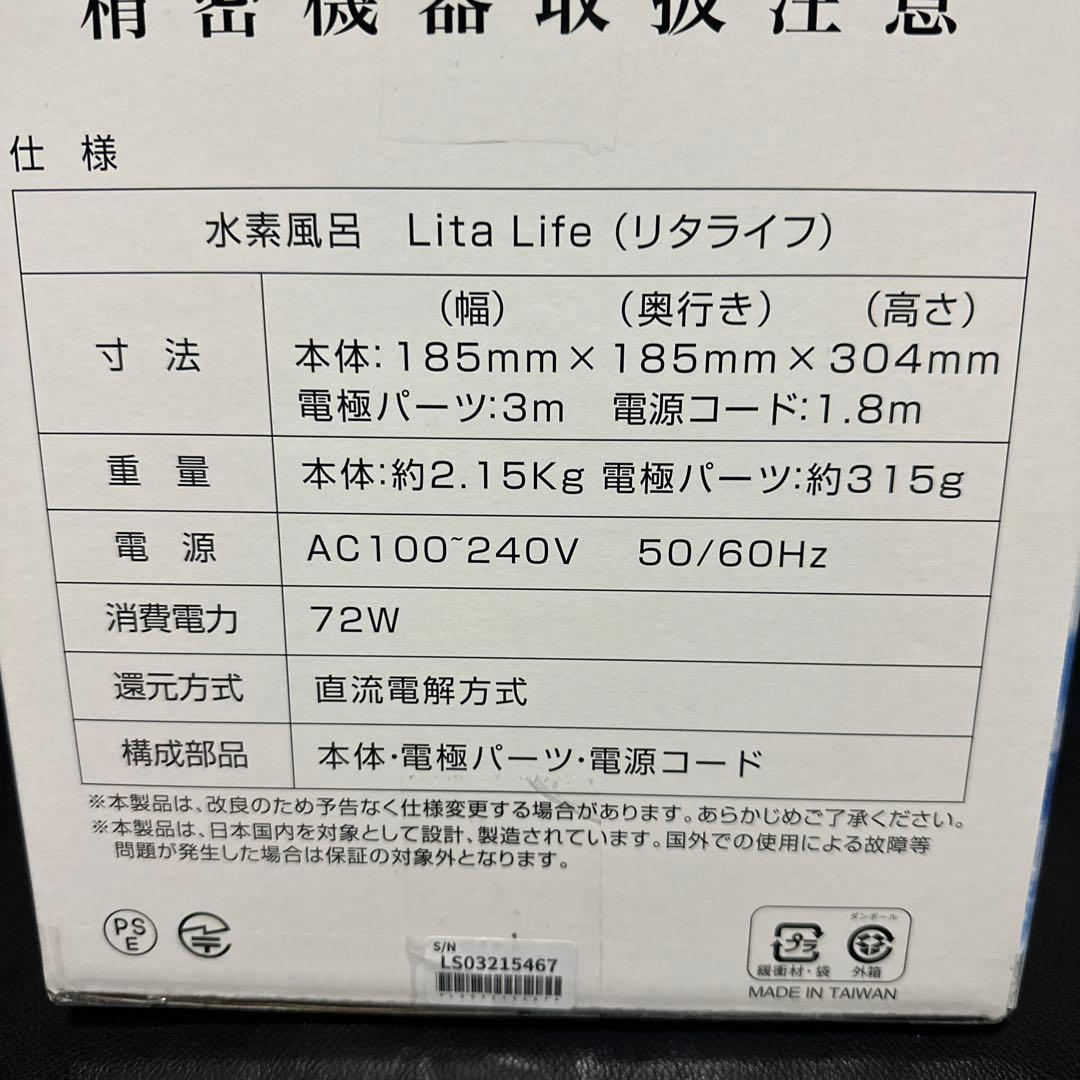 精密機器取扱注意
仕 様
水素風呂 Lita Life（リタライフ）
寸 法
（幅） （奥行き） （高さ）
本体：185mm×185mm×304mm
電極パーツ：3m 電源コード：1.8m
重 量
本体：約2.15Kg 電極パーツ：約315g
電 源
AC100~240V 50/60Hz
消費電力
72W
還元方式
直流電解方式
構成部品
本体・電極パーツ・電源コード
※本製品は、改良のため予告なく仕様変更する場合があります。あらかじめご了承ください。
※本製品は、日本国内を対象として設計、製造されています。国外での使用による故障等
問題が発生した場合は保証の対象外となります。
PS
E
S/N
LS03215467
ダンボール
プラ
緩衝材・袋 外箱
MADE IN TAIWAN